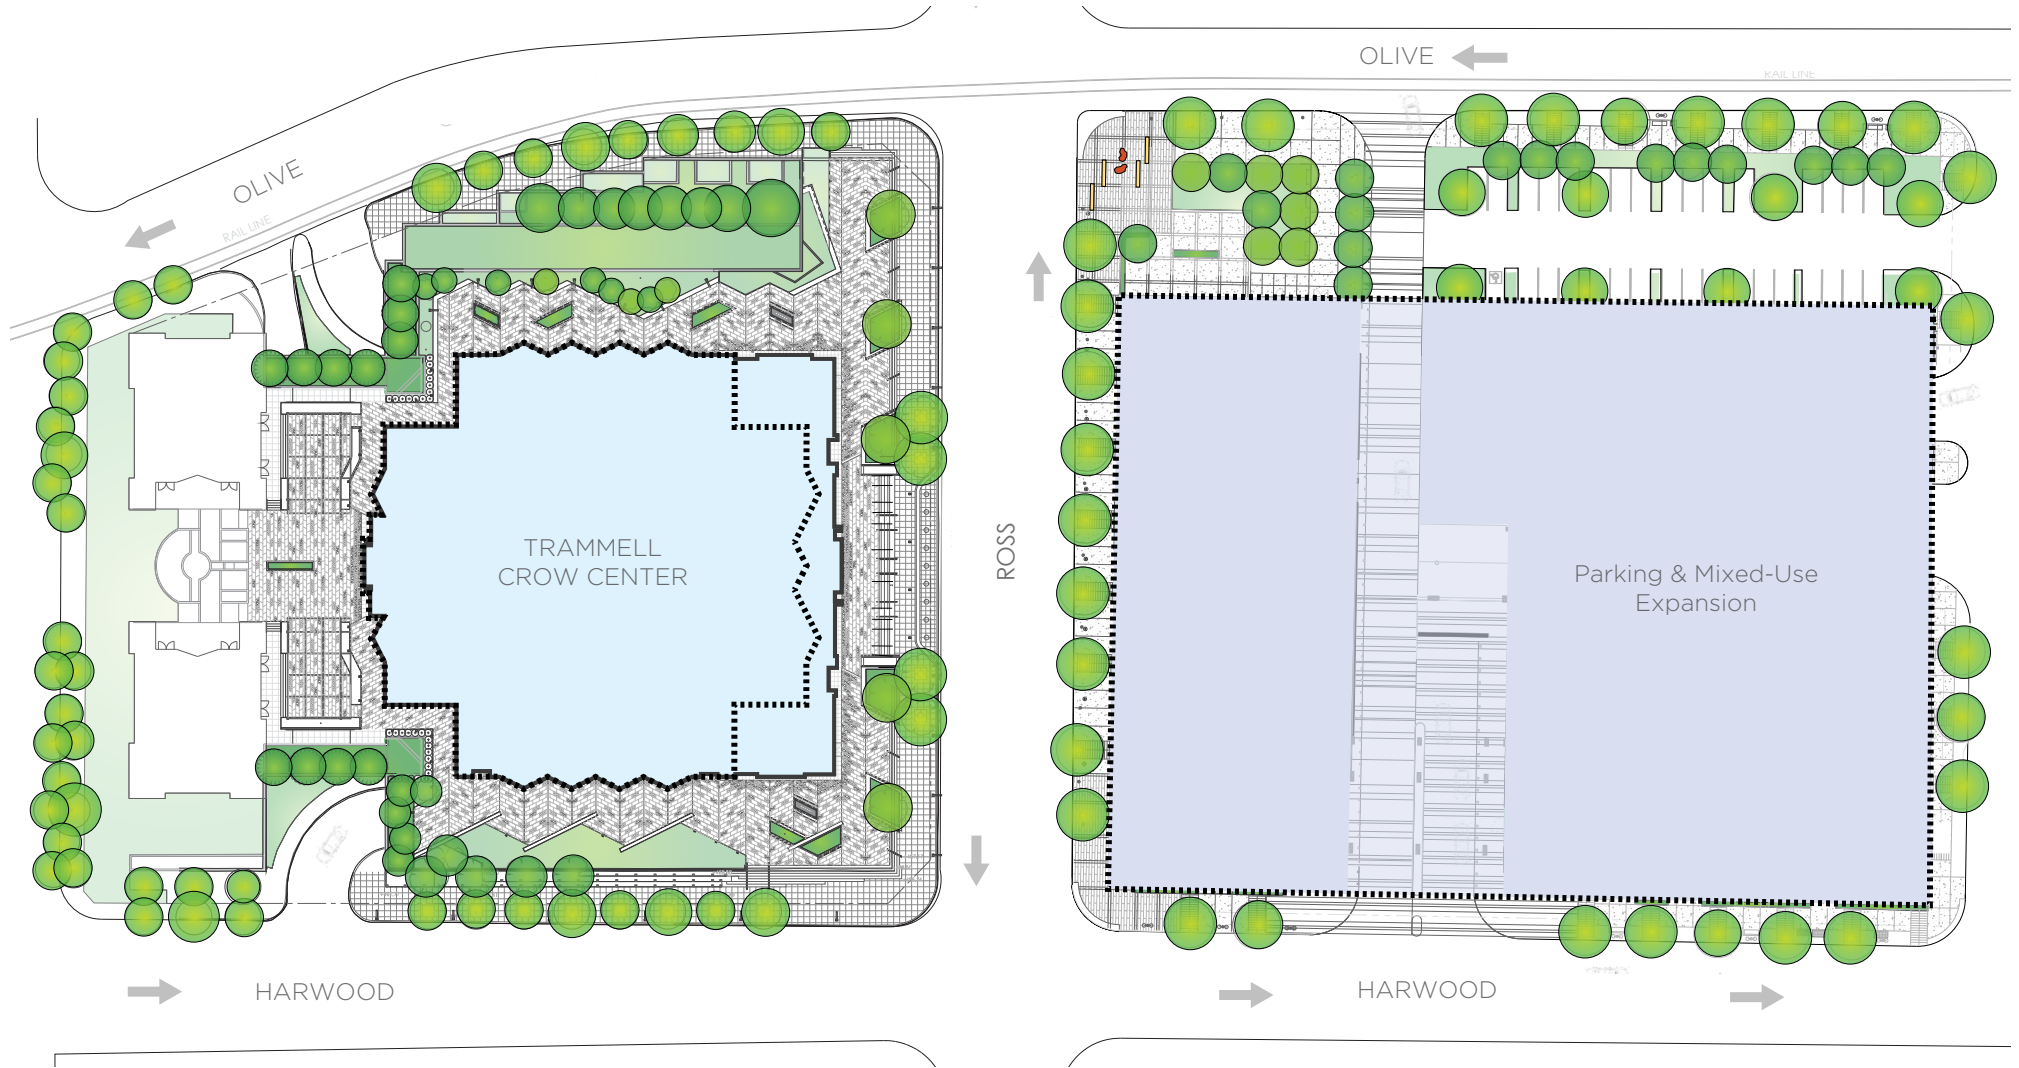 OLIVE
RAIL LINE
OLIVE
RAIL LINE
TRAMMELL
CROW CENTER
ROSS
Parking & Mixed-Use
Expansion
HARWOOD
HARWOOD